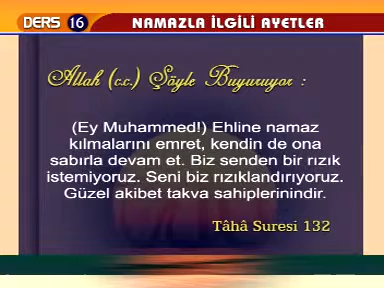 DERS 16 NAMAZLA İLGİLİ AYETLER
Allah (c.c.) Şöyle Buyuruyor :
(Ey Muhammed!) Ehline namaz
kılmalarını emret, kendin de ona
sabırla devam et. Biz senden bir rızık
istemiyoruz. Seni biz rızıklandırıyoruz.
Güzel akibet takva sahiplerinindir.
Tâhâ Suresi 132